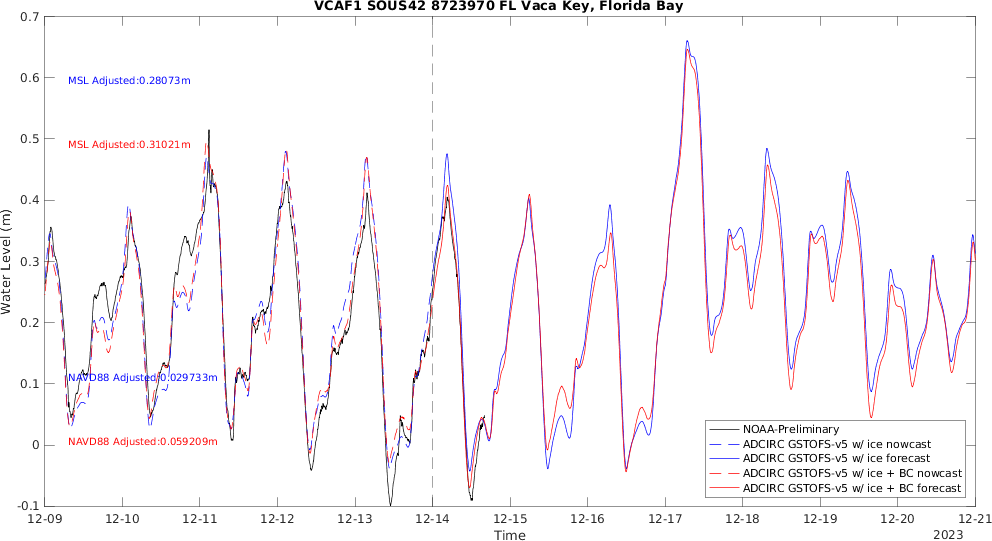 VCAF1 SOUS42 8723970 FL Vaca Key, Florida Bay
0.7
0.6
0.5
0.4
0.3
0.2
0.1
0
-0.1
Water Level (m)
MSL Adjusted:0.28073m
MSL Adjusted:0.31021m
NAVD88 Adjusted:0.029733m
NAVD88 Adjusted:0.059209m
NOAA-Preliminary
ADCIRC GSTOFS-v5 w/ ice nowcast
ADCIRC GSTOFS-v5 w/ ice forecast
ADCIRC GSTOFS-v5 w/ ice + BC nowcast
ADCIRC GSTOFS-v5 w/ ice + BC forecast
12-09 12-10 12-11 12-12 12-13 12-14 12-15 12-16 12-17 12-18 12-19 12-20 12-21
Time
2023